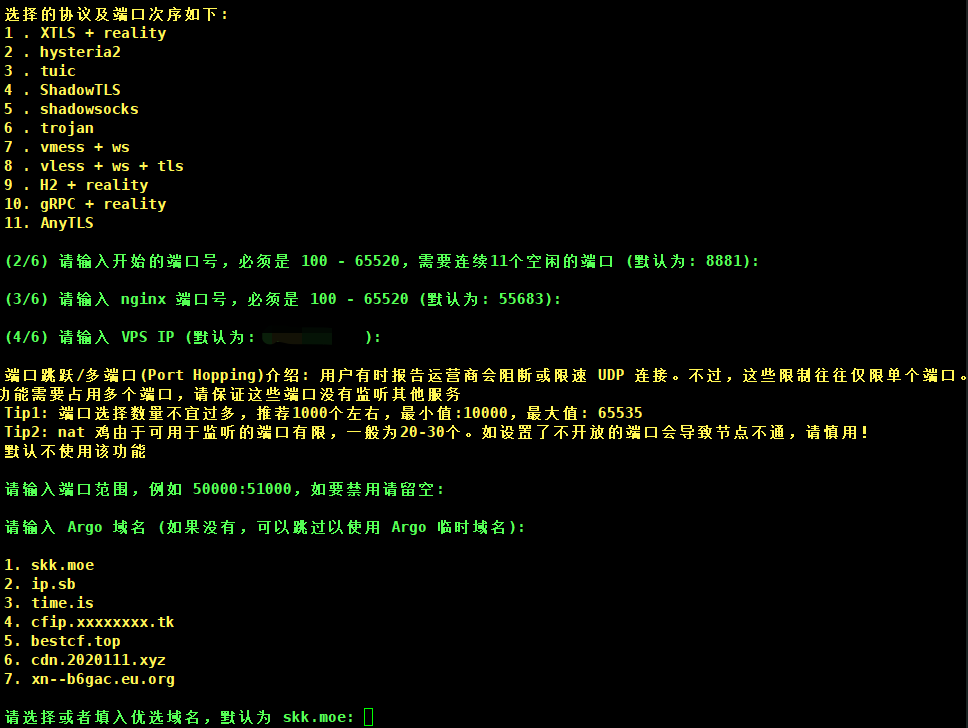 选择的协议及端口次序如下:
1 . XTLS + reality
2 . hysteria2
3 . tuic
4 . ShadowTLS
5 . shadowsocks
6 . trojan
7 . vmess + ws
8 . vless + ws + tls
9 . H2 + reality
10. gRPC + reality
11. AnyTLS
(2/6) 请输入开始的端口号，必须是 100 - 65520，需要连续11个空闲的端口 (默认为: 8881):
(3/6) 请输入 nginx 端口号，必须是 100 - 65520 (默认为: 55683):
(4/6) 请输入 VPS IP (默认为: ):
端口跳跃/多端口(Port Hopping)介绍: 用户有时报告运营商会阻断或限速 UDP 连接。不过，这些限制往往仅限单个端口。
功能需要占用多个端口，请保证这些端口没有监听其他服务
Tip1: 端口选择数量不宜过多，推荐1000个左右，最小值:10000，最大值: 65535
Tip2: nat 鸡由于可用于监听的端口有限，一般为20-30个。如设置了不开放的端口会导致节点不通，请慎用!
默认不使用该功能
请输入端口范围，例如 50000:51000，如要禁用请留空:
请输入 Argo 域名 (如果没有，可以跳过以使用 Argo 临时域名):
1. skk.moe
2. ip.sb
3. time.is
4. cfip.xxxxxxxx.tk
5. bestcf.top
6. cdn.2020111.xyz
7. xn--b6gac.eu.org
请选择或者填入优选域名，默认为 skk.moe: